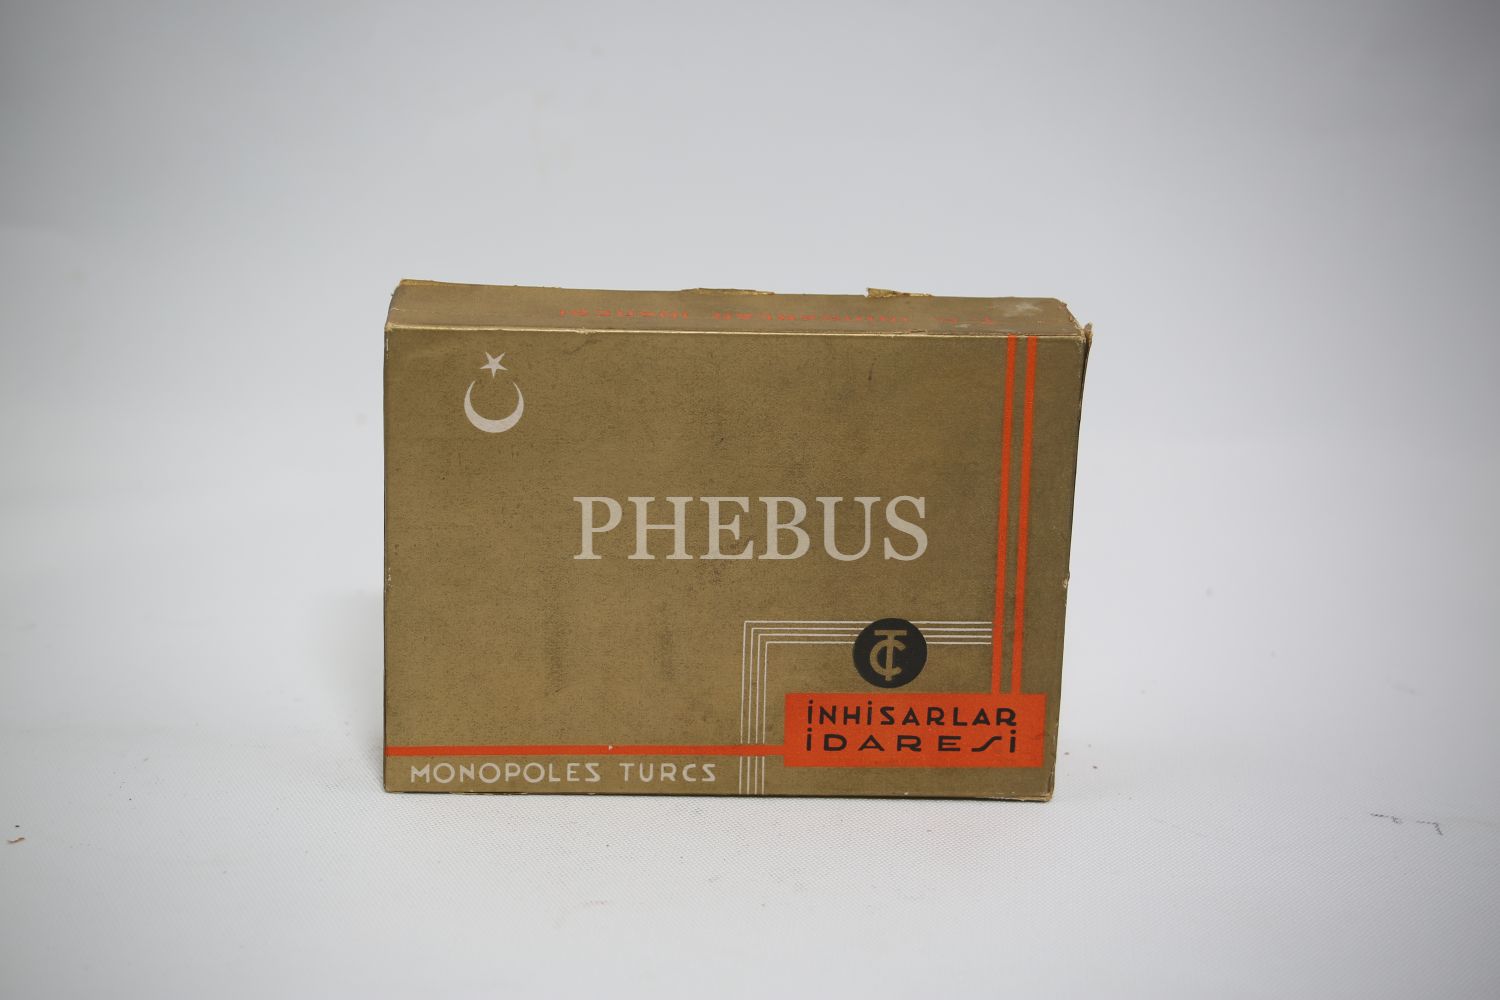 PHEBUS
TC
İNHİSARLAR
İDARESİ
MONOPOLES TURCS